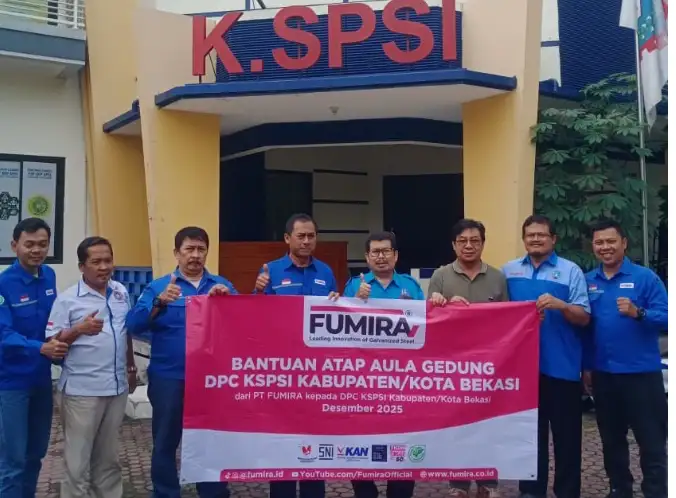 K.SPSI
FUMIRA
Leading Innovation of Galvanized Steel
BANTUAN ATAP AULA GEDUNG
DPC KSPSI KABUPATEN/KOTA BEKASI
dari PT FUMIRA kepada DPC KSPSI Kabupaten/Kota Bekasi
Desember 2025
SNI KAN
@fumira.id YouTube.com/FumiraOfficial www.fumira.co.id